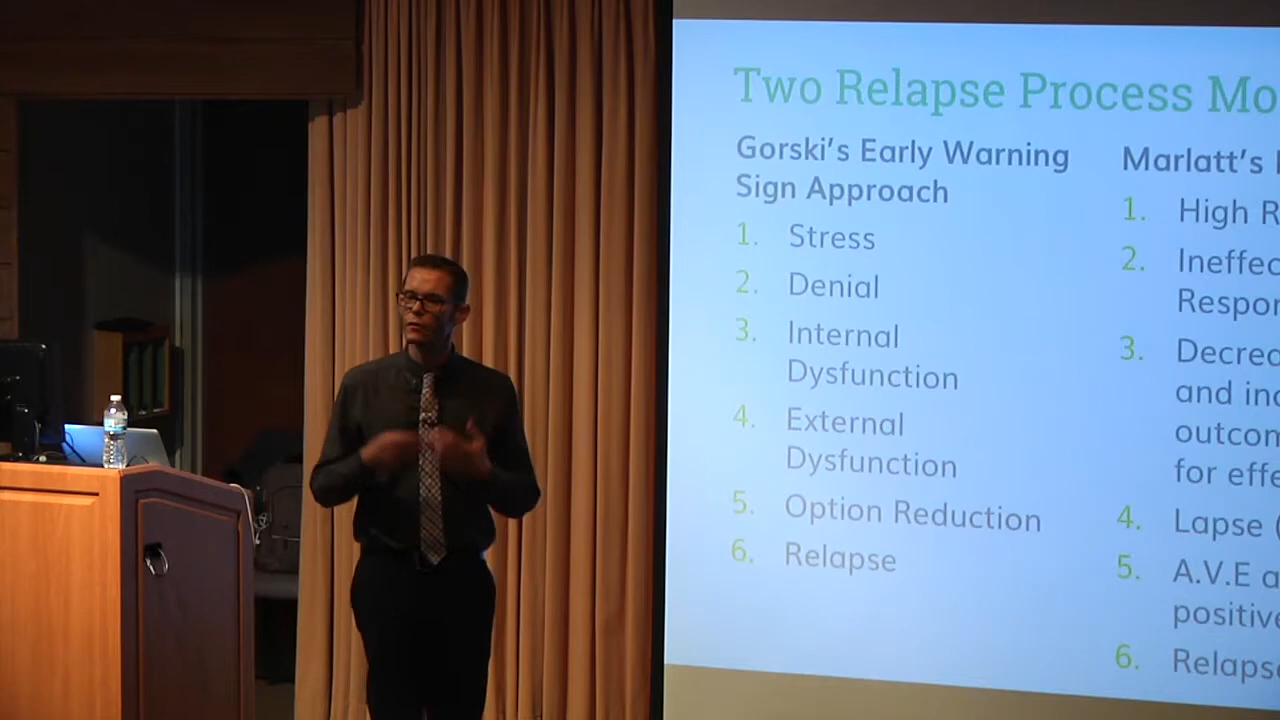 Two Relapse Process Mo
Gorski's Early Warning
Sign Approach
1. Stress
2. Denial
3. Internal
Dysfunction
4. External
Dysfunction
5. Option Reduction
6. Relapse
Marlatt's
1. High R
2. Ineffec
Respon
3. Decrea
and inc
outcom
for effe
4. Lapse (
5. A.V.E a
positive
6. Relapse